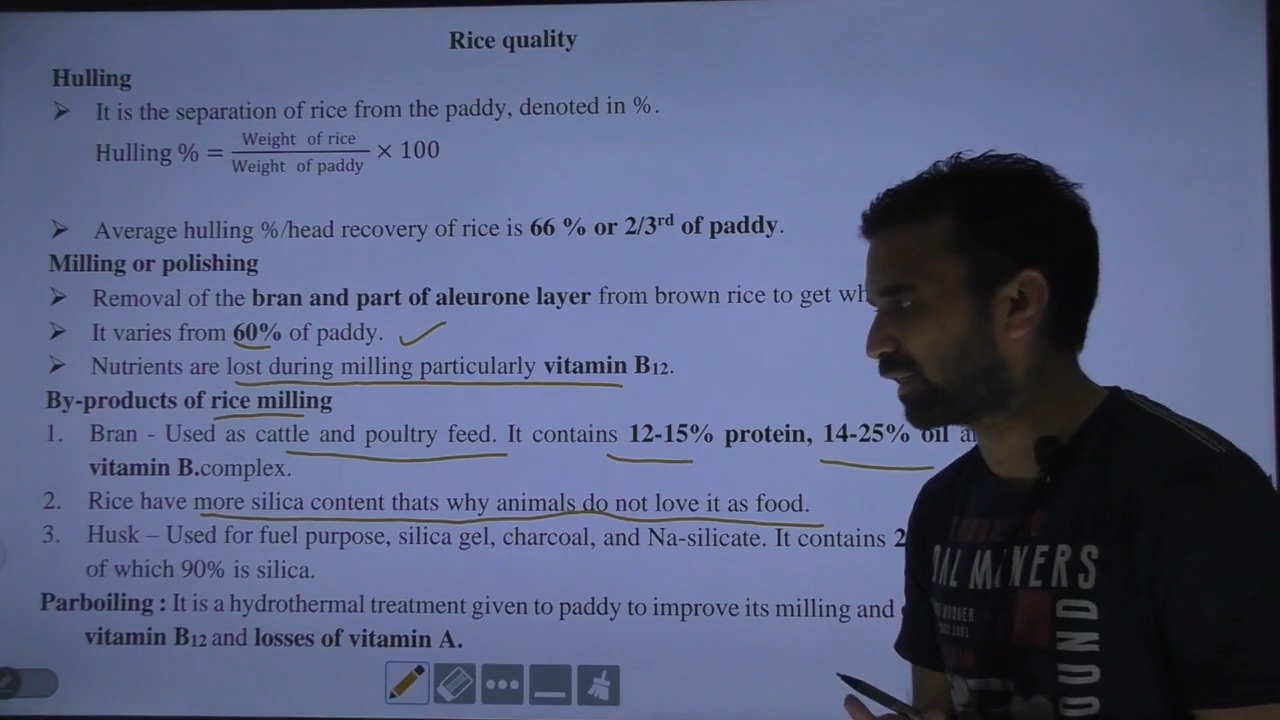 Rice quality
Hulling
➢ It is the separation of rice from the paddy, denoted in %.
Hulling % = Weight of rice / Weight of paddy × 100
➢ Average hulling %/head recovery of rice is 66 % or 2/3rd of paddy.
Milling or polishing
➢ Removal of the bran and part of aleurone layer from brown rice to get
➢ It varies from 60% of paddy.
➢ Nutrients are lost during milling particularly vitamin B12.
By-products of rice milling
1. Bran - Used as cattle and poultry feed. It contains 12-15% protein, 14-25% oil
vitamin B.complex.
2. Rice have more silica content thats why animals do not love it as food.
3. Husk – Used for fuel purpose, silica gel, charcoal, and Na-silicate. It contains
of which 90% is silica.
Parboiling : It is a hydrothermal treatment given to paddy to improve its milling and
vitamin B12 and losses of vitamin A.